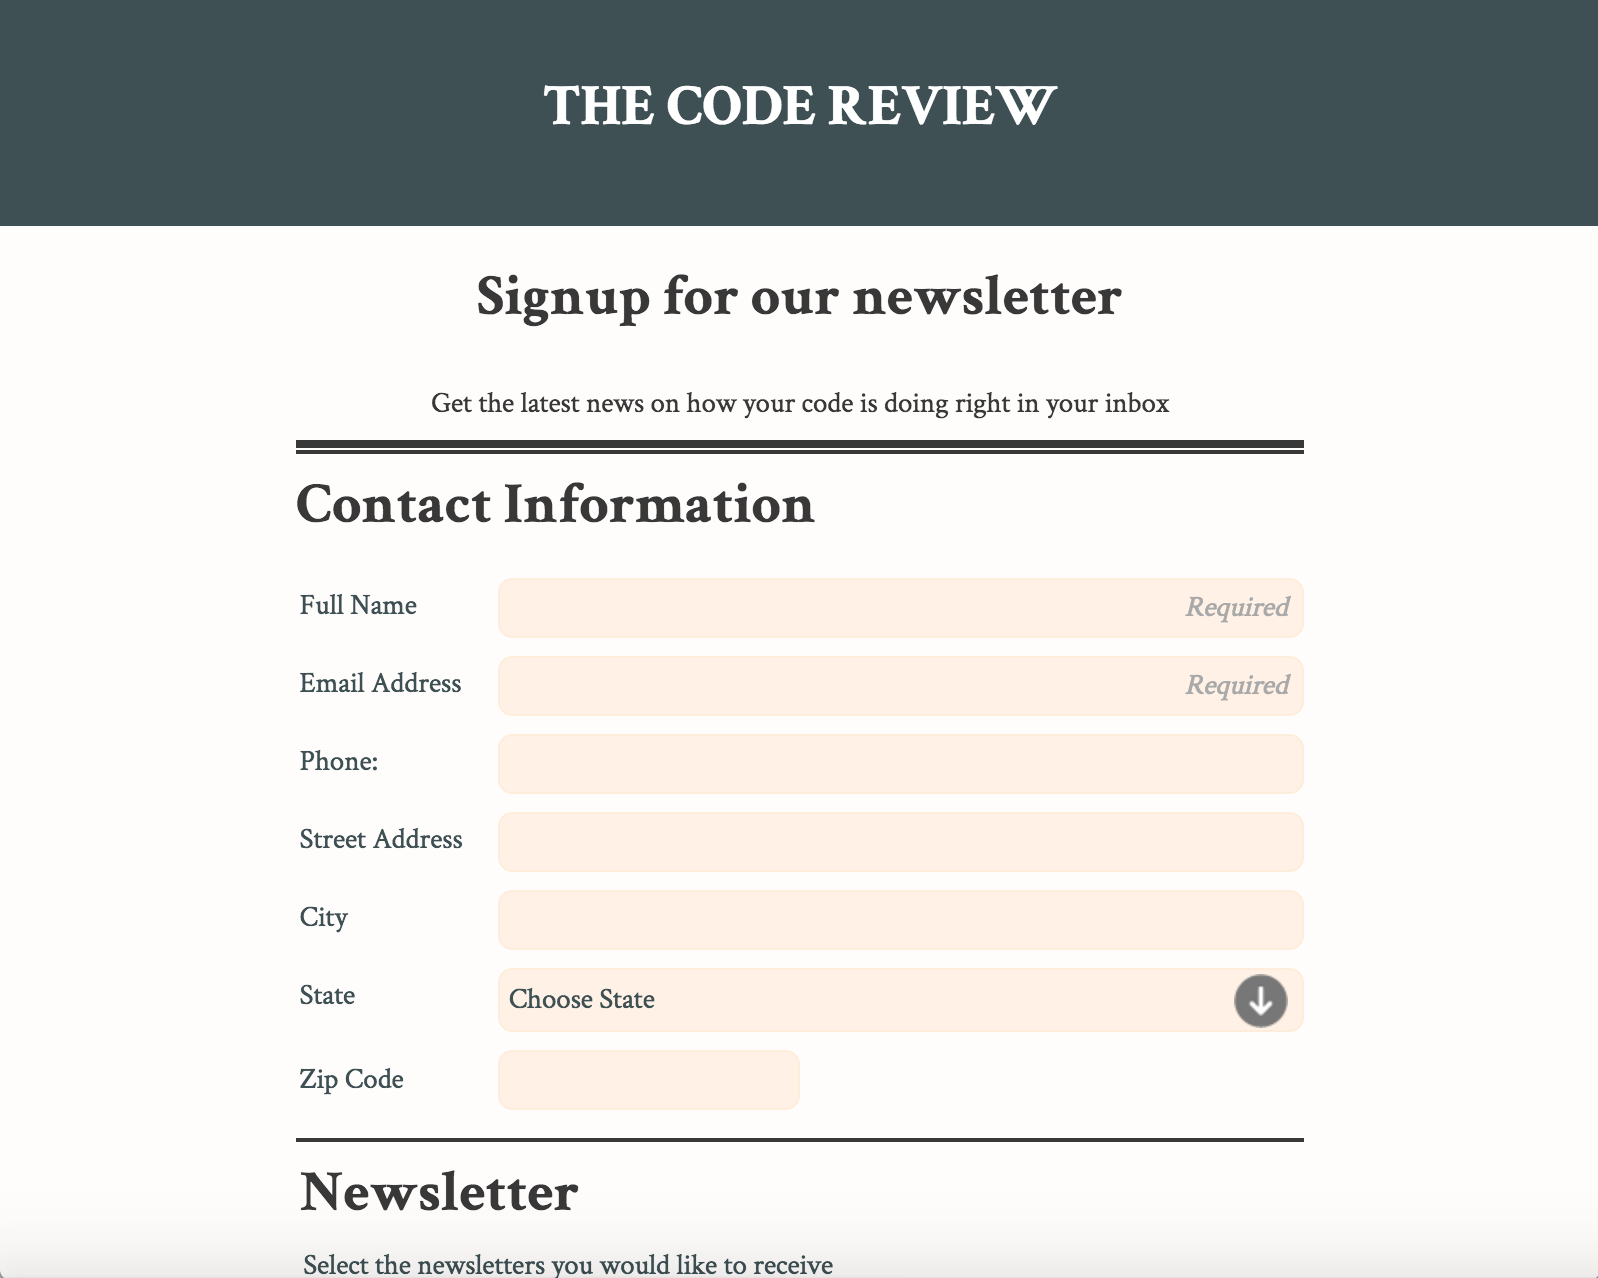 THE CODE REVIEW
Signup for our newsletter
Get the latest news on how your code is doing right in your inbox
Contact Information
Full Name Required
Email Address Required
Phone:
Street Address
City
State Choose State
Zip Code
Newsletter
Select the newsletters you would like to receive